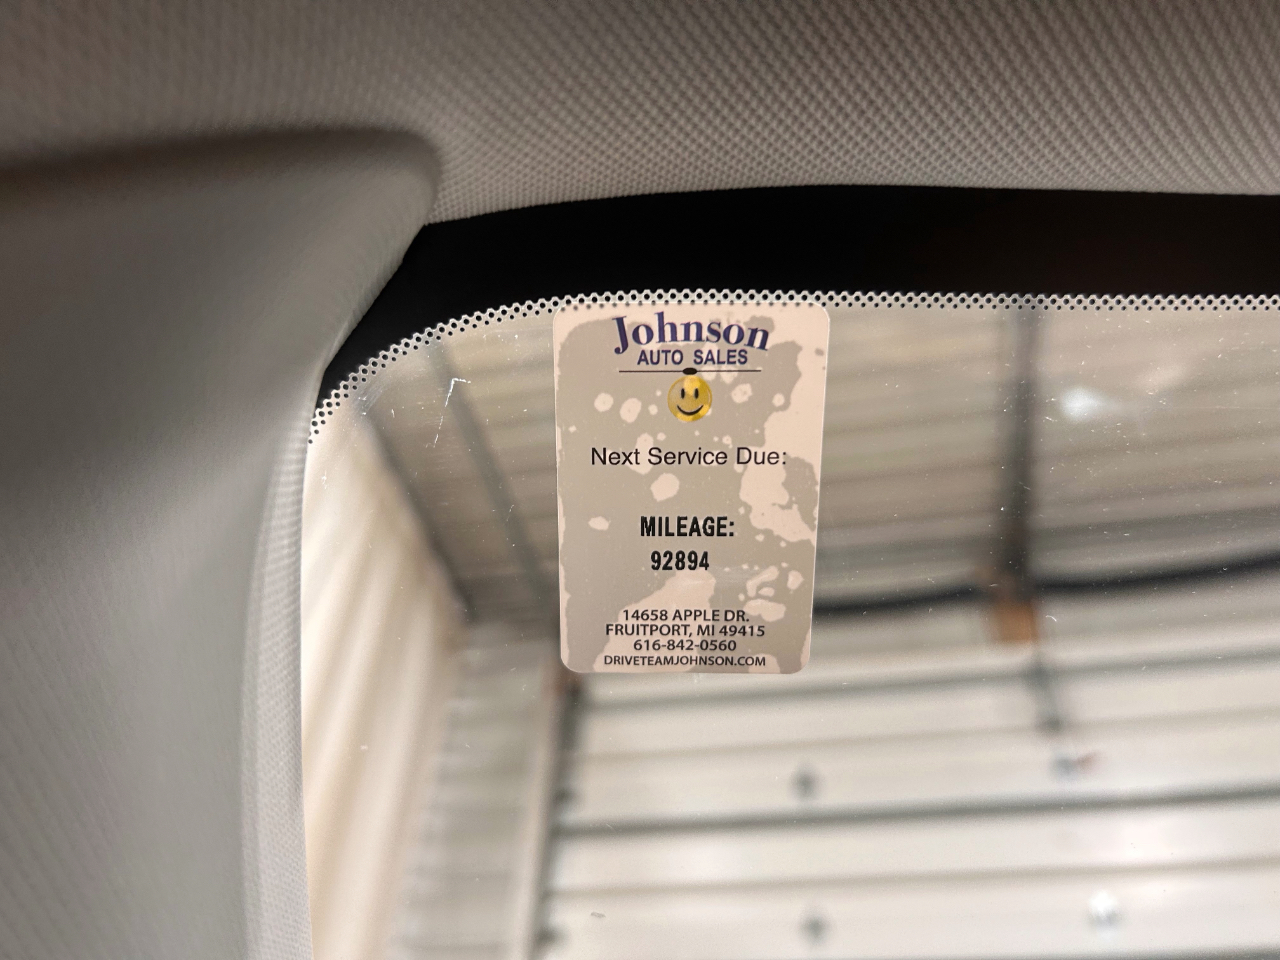 Johnson
AUTO SALES
Next Service Due:
MILEAGE:
92894
14658 APPLE DR.
FRUITPORT, MI 49415
616-842-0560
DRIVETEAMJOHNSON.COM